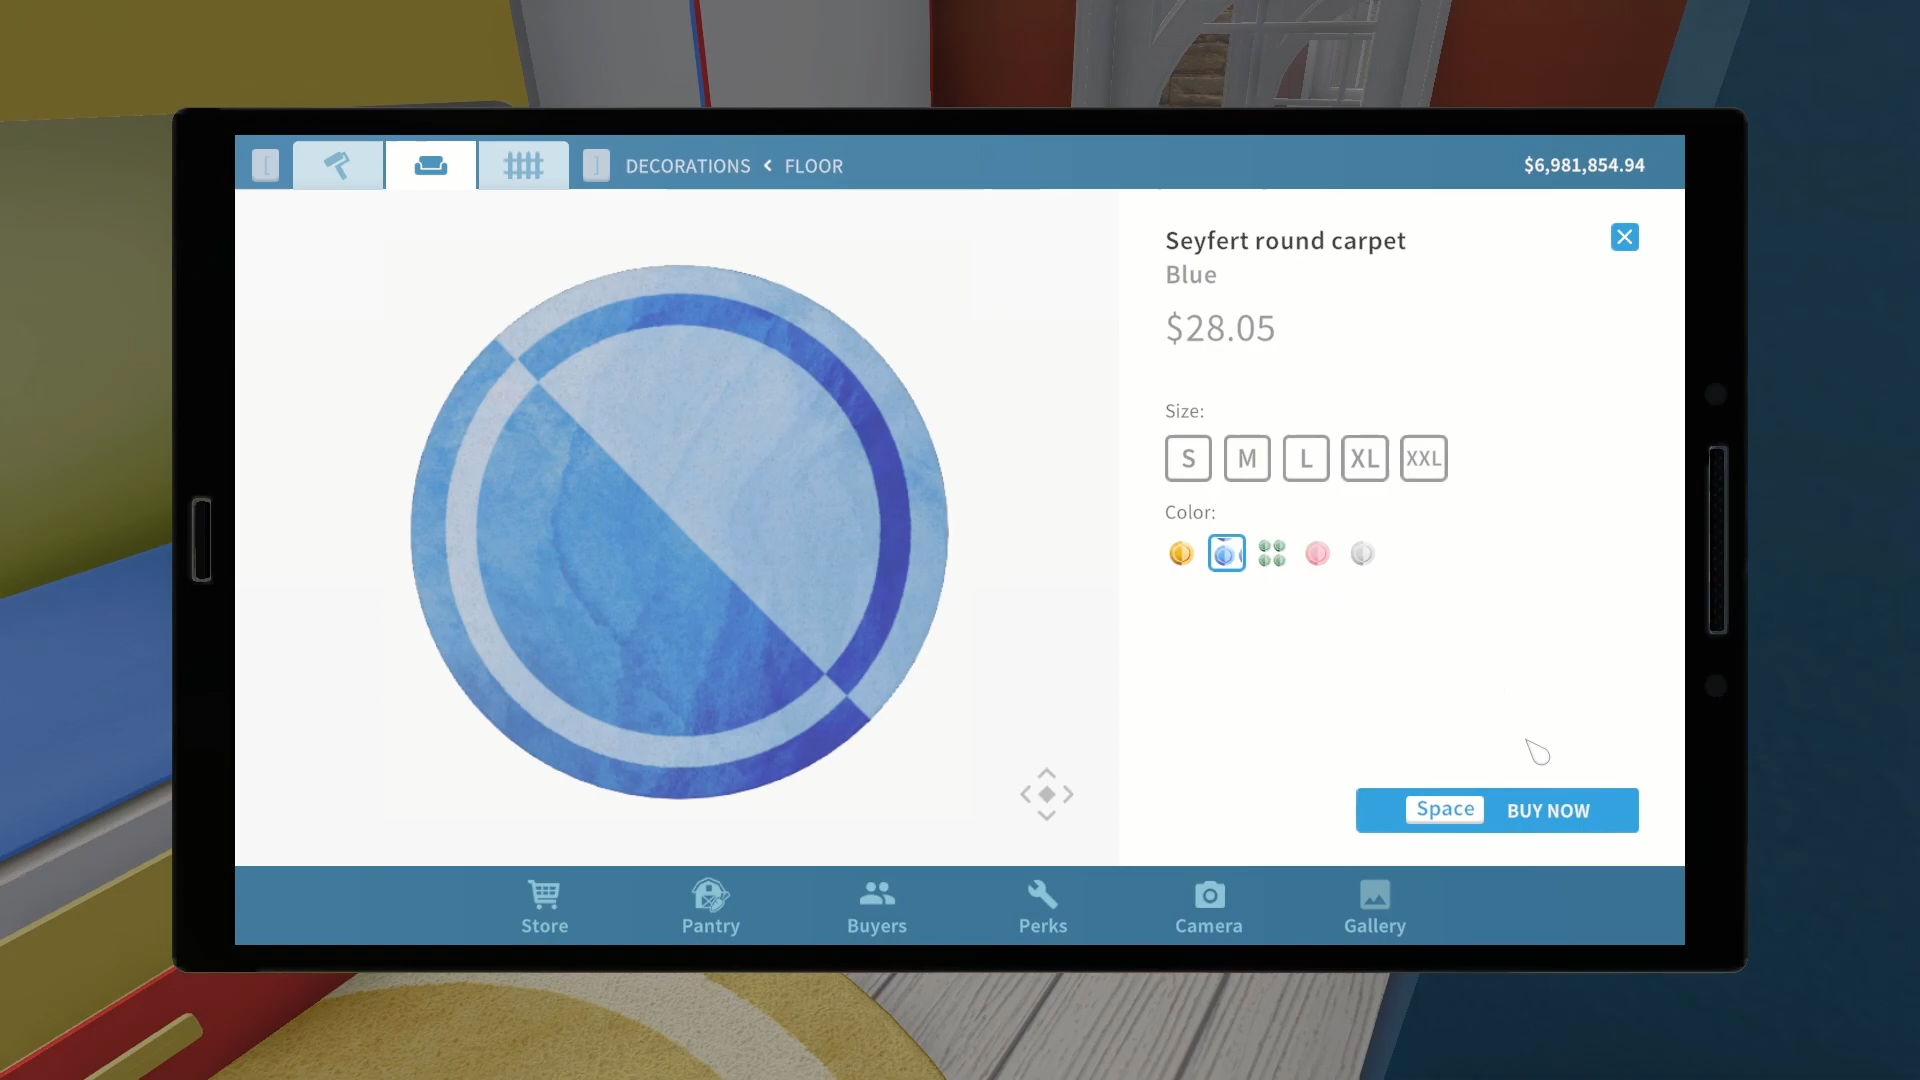 [
]
DECORATIONS < FLOOR
$6,981,854.94
Seyfert round carpet
Blue
$28.05
Size:
S M L XL XXL
Color:
Space BUY NOW
Store Pantry Buyers Perks Camera Gallery